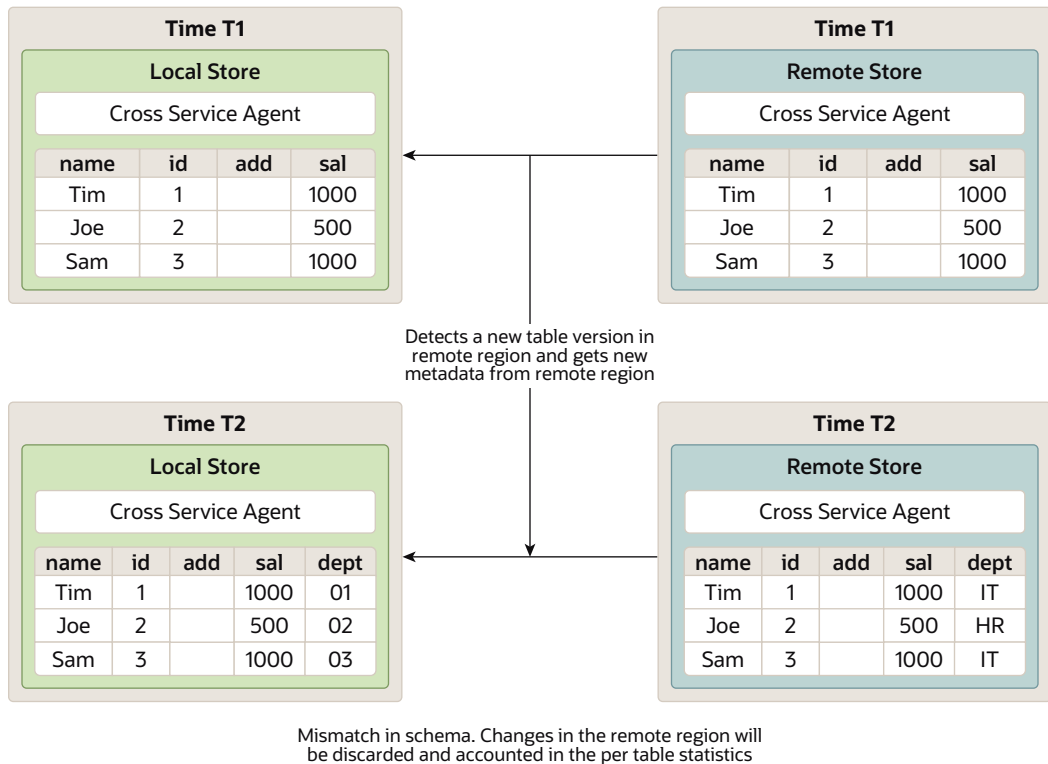 Time T1
Local Store
Cross Service Agent
name id add sal
Tim 1 1000
Joe 2 500
Sam 3 1000
Time T1
Remote Store
Cross Service Agent
name id add sal
Tim 1 1000
Joe 2 500
Sam 3 1000
Detects a new table version in
remote region and gets new
metadata from remote region
Time T2
Local Store
Cross Service Agent
name id add sal dept
Tim 1 1000 01
Joe 2 500 02
Sam 3 1000 03
Time T2
Remote Store
Cross Service Agent
name id add sal dept
Tim 1 1000 IT
Joe 2 500 HR
Sam 3 1000 IT
Mismatch in schema. Changes in the remote region will
be discarded and accounted in the per table statistics